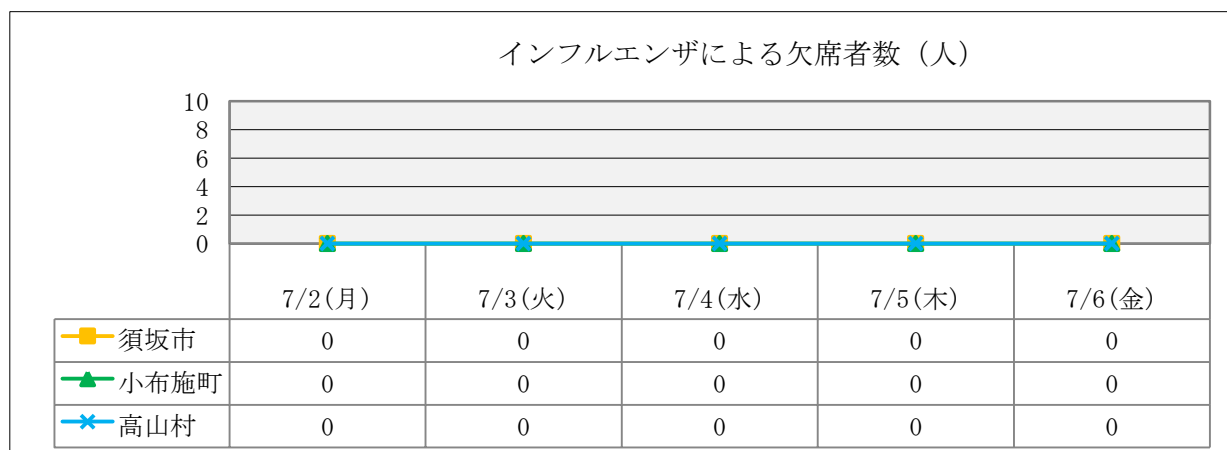 インフルエンザによる欠席者数（人）
10
8
6
4
2
0
7/2(月) 7/3(火) 7/4(水) 7/5(木) 7/6(金)
須坂市 0 0 0 0 0
小布施町 0 0 0 0 0
高山村 0 0 0 0 0